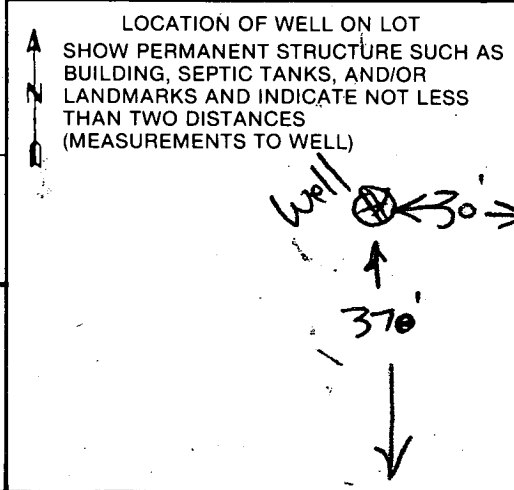 LOCATION OF WELL ON LOT
SHOW PERMANENT STRUCTURE SUCH AS
BUILDING, SEPTIC TANKS, AND/OR
N LANDMARKS AND INDICATE NOT LESS
THAN TWO DISTANCES
(MEASUREMENTS TO WELL)
Well 30'
370'